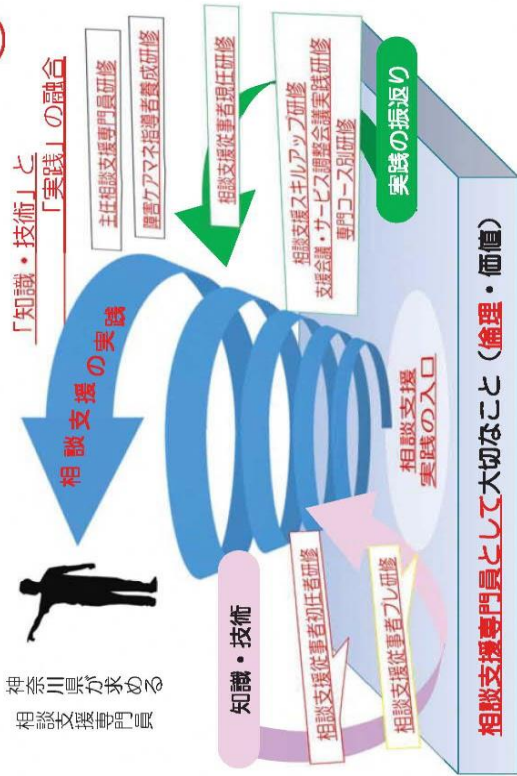 神奈川県が求める
相談支援専門員
「知識・技術」と
「実践」の融合
相談支援の実践
主任相談支援専門員研修
障害ケアマネ指導者養成研修
相談支援従事者現任研修
相談支援スキルアップ研修
支援会議・サービス調整会議実践研修
専門コース別研修
実践の振返り
知識・技術
相談支援従事者初任者研修
相談支援従事者プレ研修
相談支援
実践の入口
相談支援専門員として大切なこと（倫理・価値）